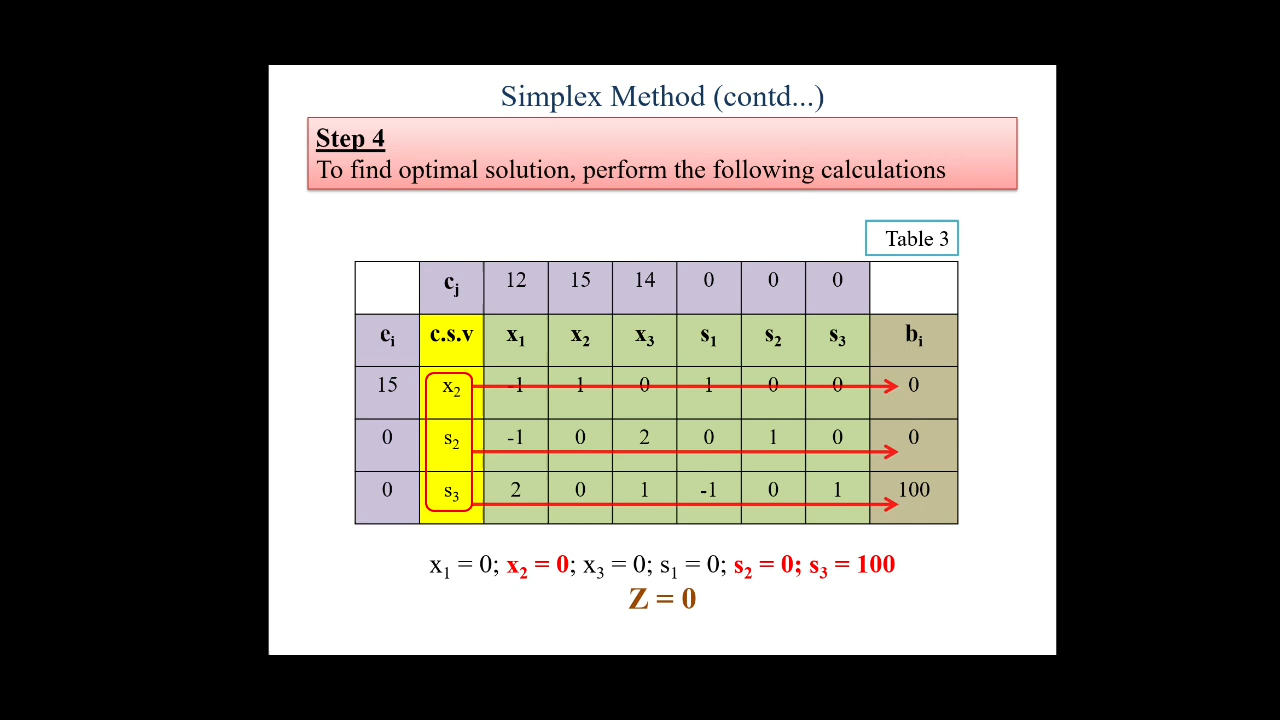 Simplex Method (contd...)
Step 4
To find optimal solution, perform the following calculations
Table 3
cj 12 15 14 0 0 0
ei c.s.v x1 x2 x3 s1 s2 s3 bi
15 x2 -1 1 0 1 0 0 0
0 s2 -1 0 2 0 1 0 0
0 s3 2 0 1 -1 0 1 100
x1 = 0; x2 = 0; x3 = 0; s1 = 0; s2 = 0; s3 = 100
Z = 0